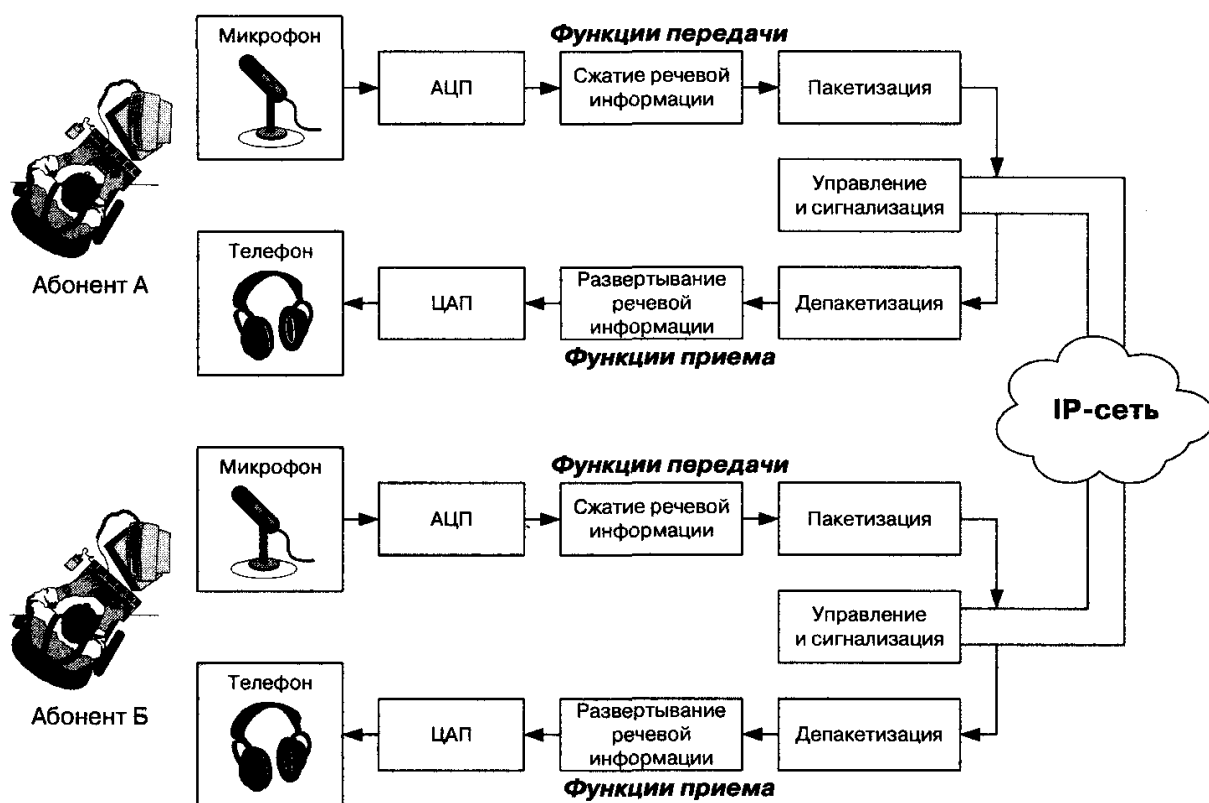 Функции передачи
Микрофон
АЦП
Сжатие речевой
информации
Пакетизация
Управление
и сигнализация
Абонент А
Телефон
ЦАП
Развертывание
речевой
информации
Депакетизация
Функции приема
IP-сеть
Функции передачи
Микрофон
АЦП
Сжатие речевой
информации
Пакетизация
Управление
и сигнализация
Абонент Б
Телефон
ЦАП
Развертывание
речевой
информации
Депакетизация
Функции приема